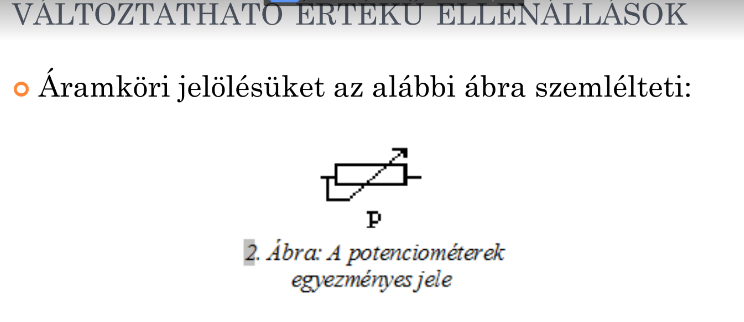 VÁLTOZTATHATÓ ÉRTÉKŰ ELLENÁLLÁSOK
Áramköri jelölésüket az alábbi ábra szemlélteti:
P
2. Ábra: A potenciométerek
egyezményes jele